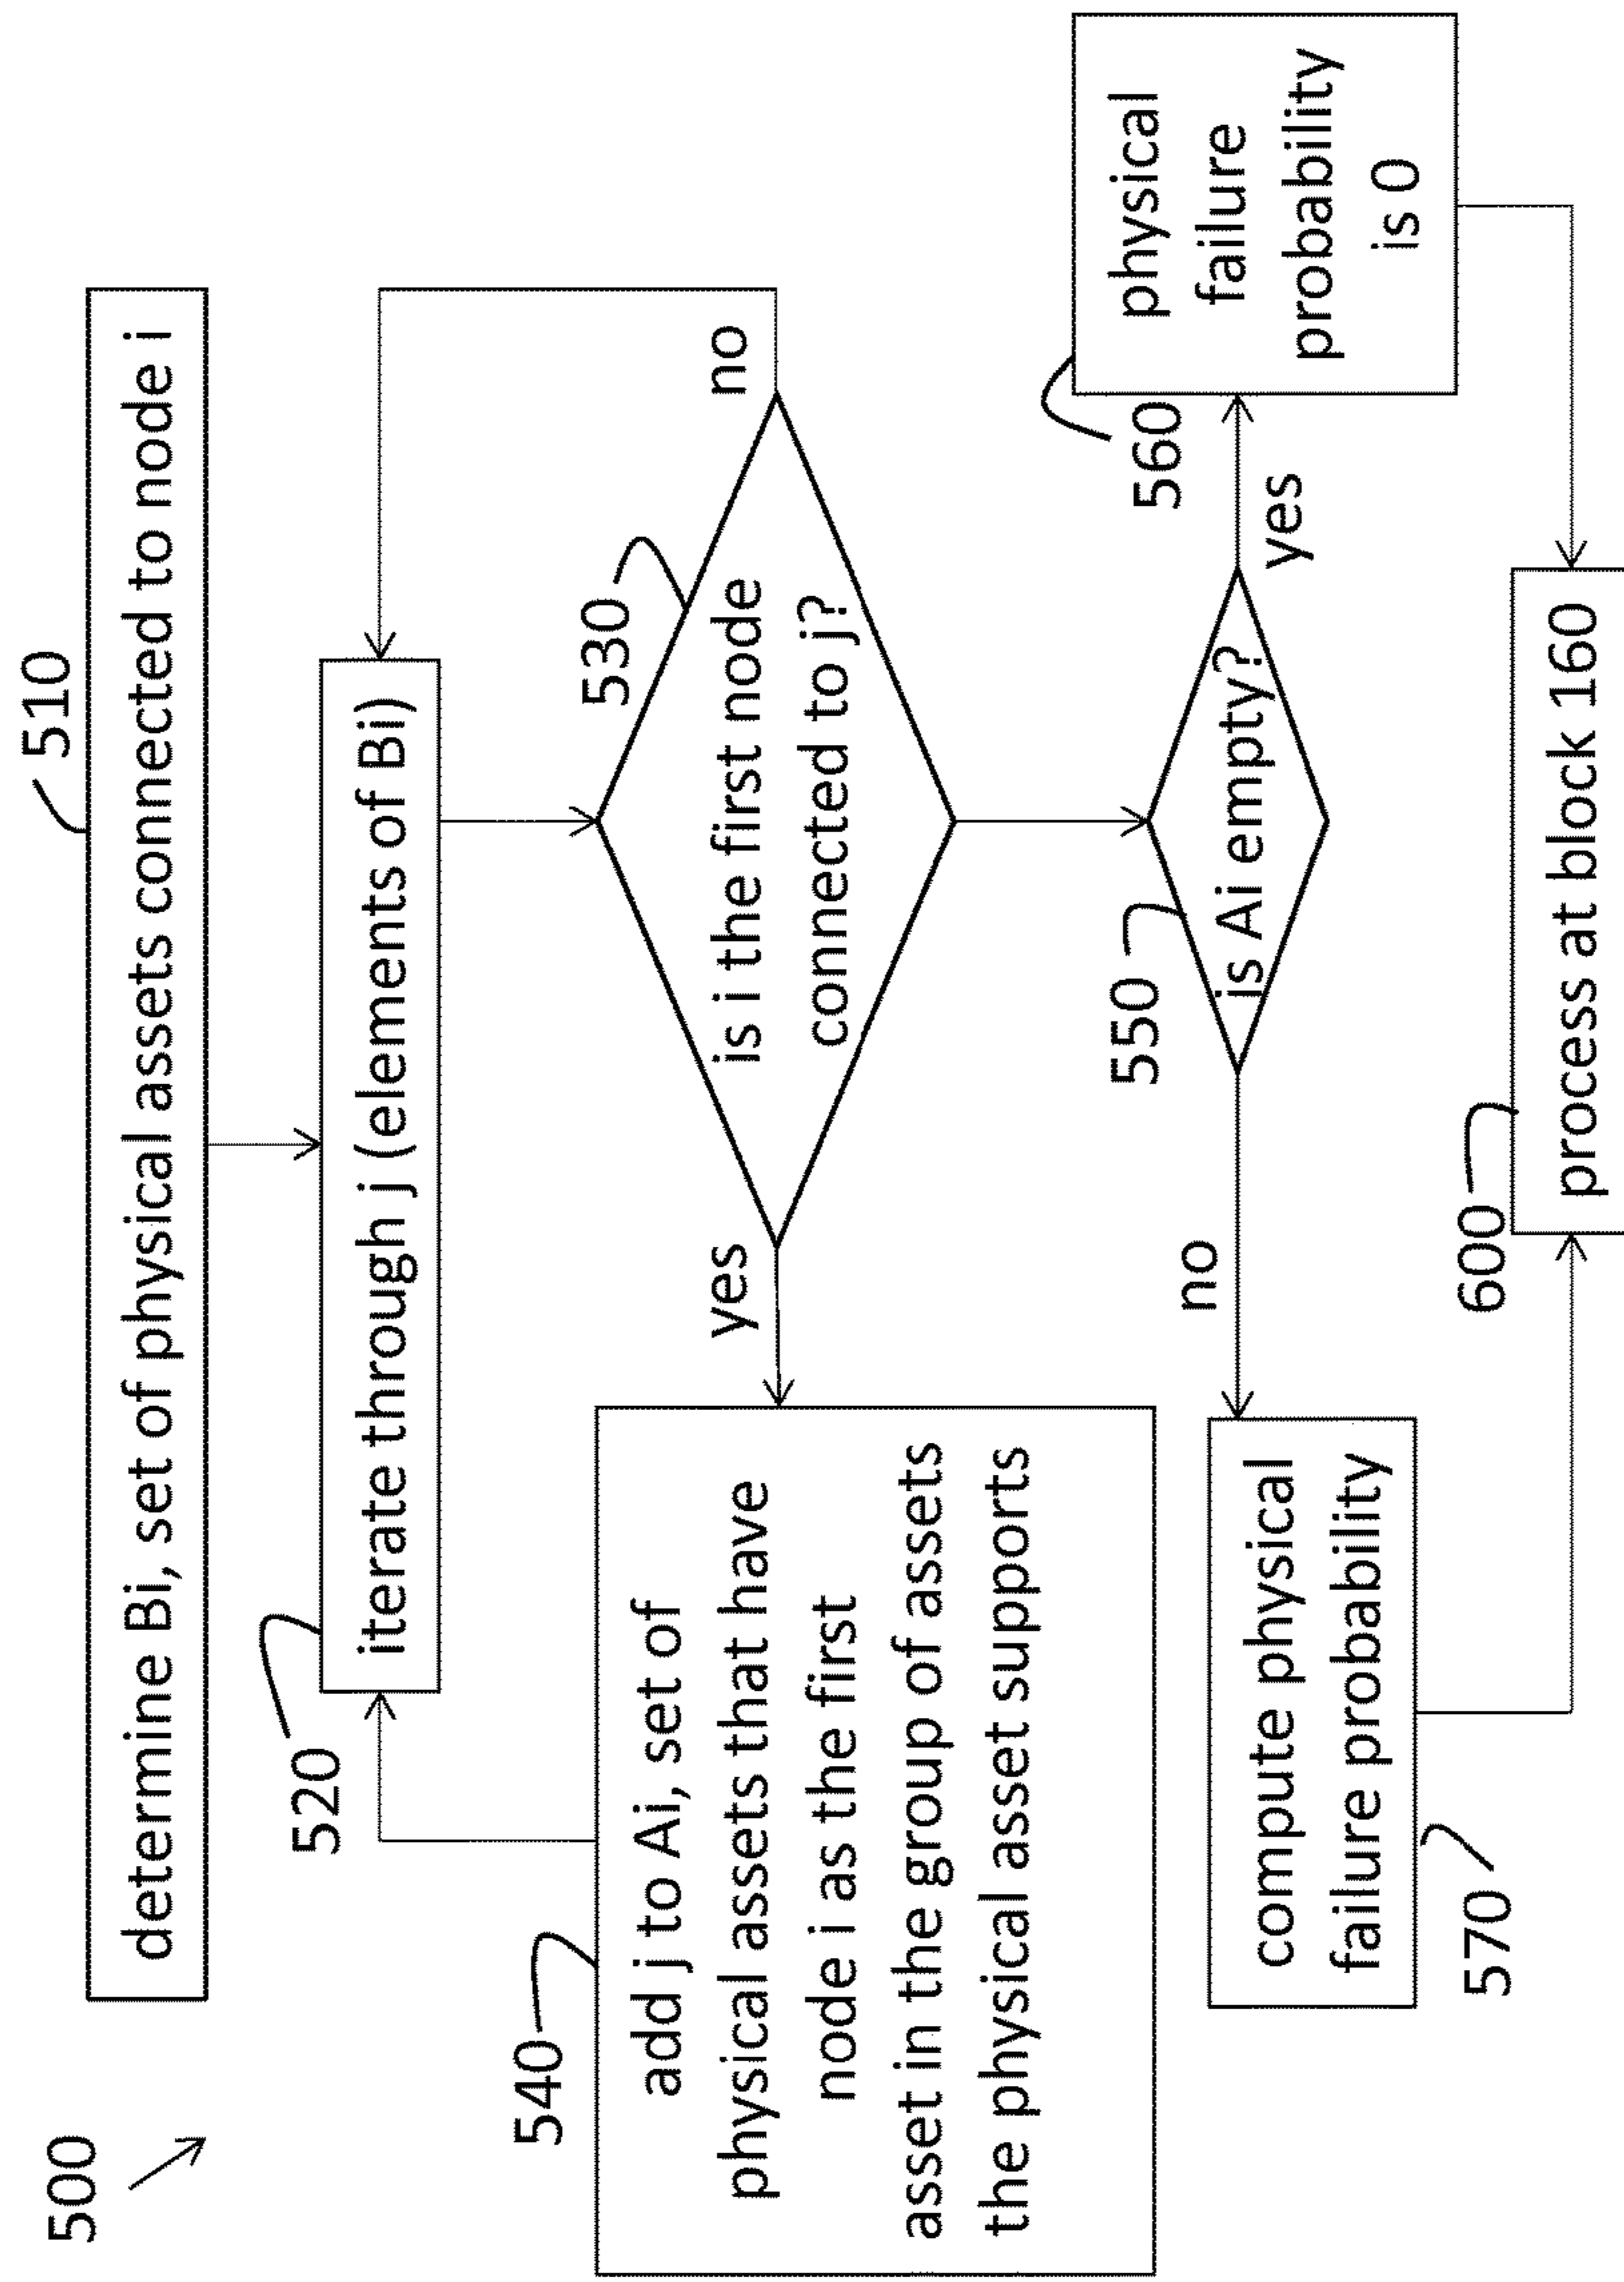 500
510
determine Bi, set of physical assets connected to node i
520
iterate through j (elements of Bi)
540
add j to Ai, set of
physical assets that have
node i as the first
asset in the group of assets
the physical asset supports
yes
530
is i the first node
connected to j?
no
550
is Ai empty?
no
yes
560
physical
failure
probability
is 0
570
compute physical
failure probability
600
process at block 160